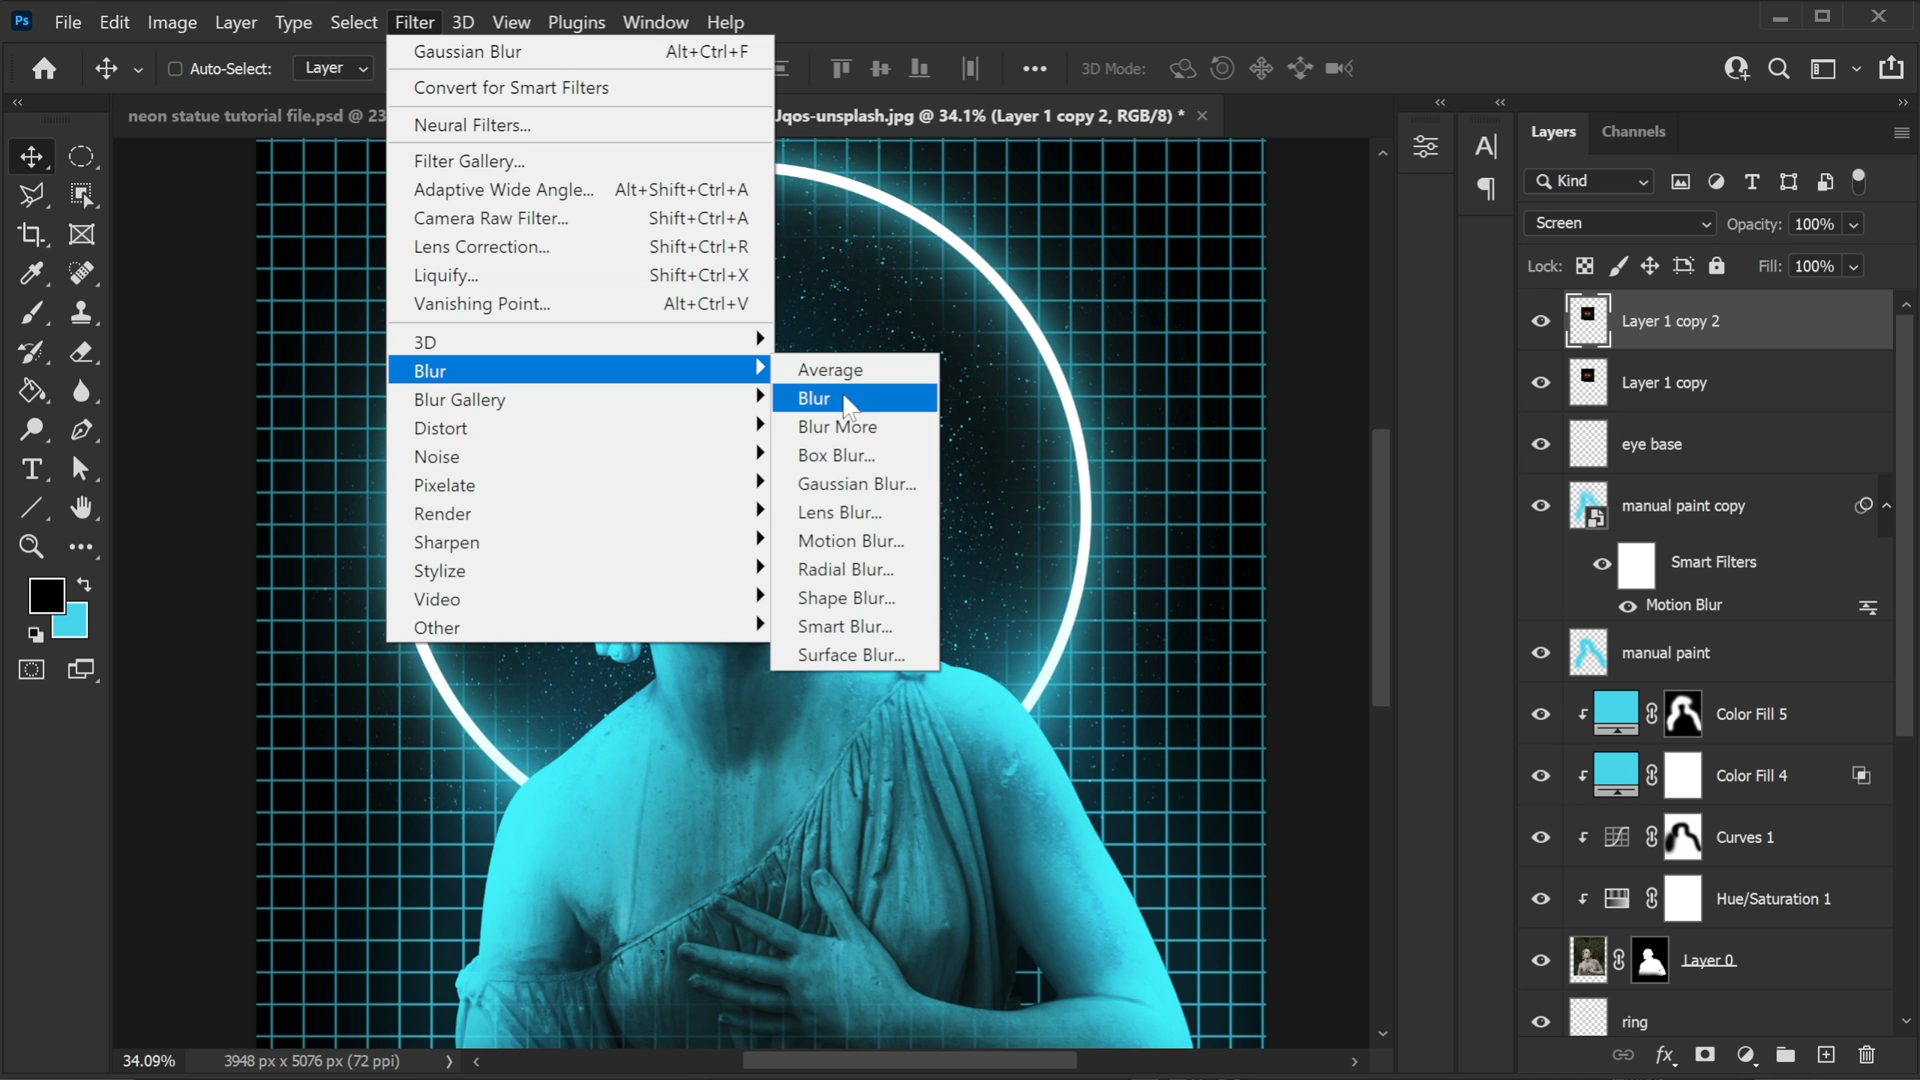 Ps File Edit Image Layer Type Select Filter 3D View Plugins Window Help
Auto-Select: Layer
3D Mode:
neon statue tutorial file.psd @ 23
Jqos-unsplash.jpg @ 34.1% (Layer 1 copy 2, RGB/8) *
Gaussian Blur Alt+Ctrl+F
Convert for Smart Filters
Neural Filters...
Filter Gallery...
Adaptive Wide Angle... Alt+Shift+Ctrl+A
Camera Raw Filter... Shift+Ctrl+A
Lens Correction... Shift+Ctrl+R
Liquify... Shift+Ctrl+X
Vanishing Point... Alt+Ctrl+V
3D
Blur
Blur Gallery
Distort
Noise
Pixelate
Render
Sharpen
Stylize
Video
Other
Average
Blur
Blur More
Box Blur...
Gaussian Blur...
Lens Blur...
Motion Blur...
Radial Blur...
Shape Blur...
Smart Blur...
Surface Blur...
Layers Channels
Kind
Screen Opacity: 100%
Lock: Fill: 100%
Layer 1 copy 2
Layer 1 copy
eye base
manual paint copy
Smart Filters
Motion Blur
manual paint
Color Fill 5
Color Fill 4
Curves 1
Hue/Saturation 1
Layer 0
ring
34.09% 3948 px x 5076 px (72 ppi)